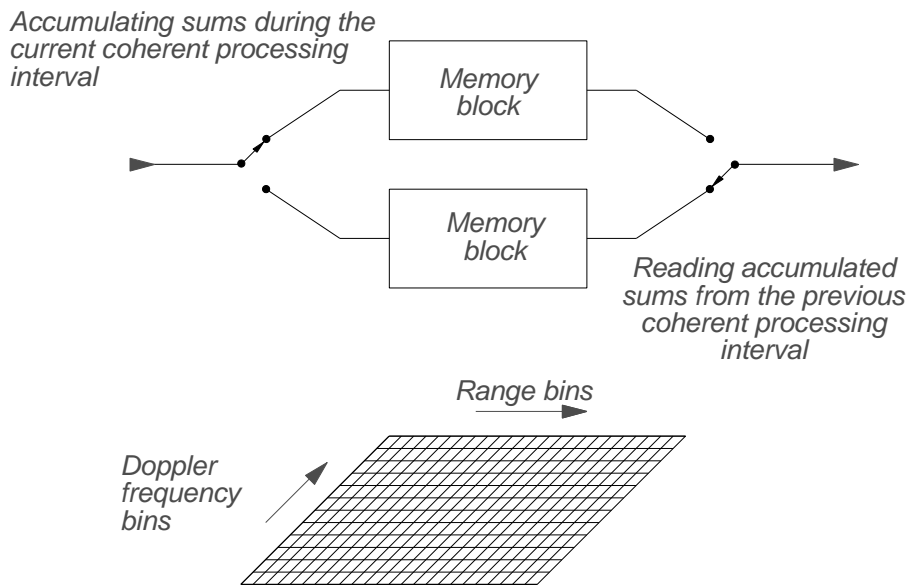 Accumulating sums during the
current coherent processing
interval
Memory
block
Memory
block
Reading accumulated
sums from the previous
coherent processing
interval
Range bins
Doppler
frequency
bins